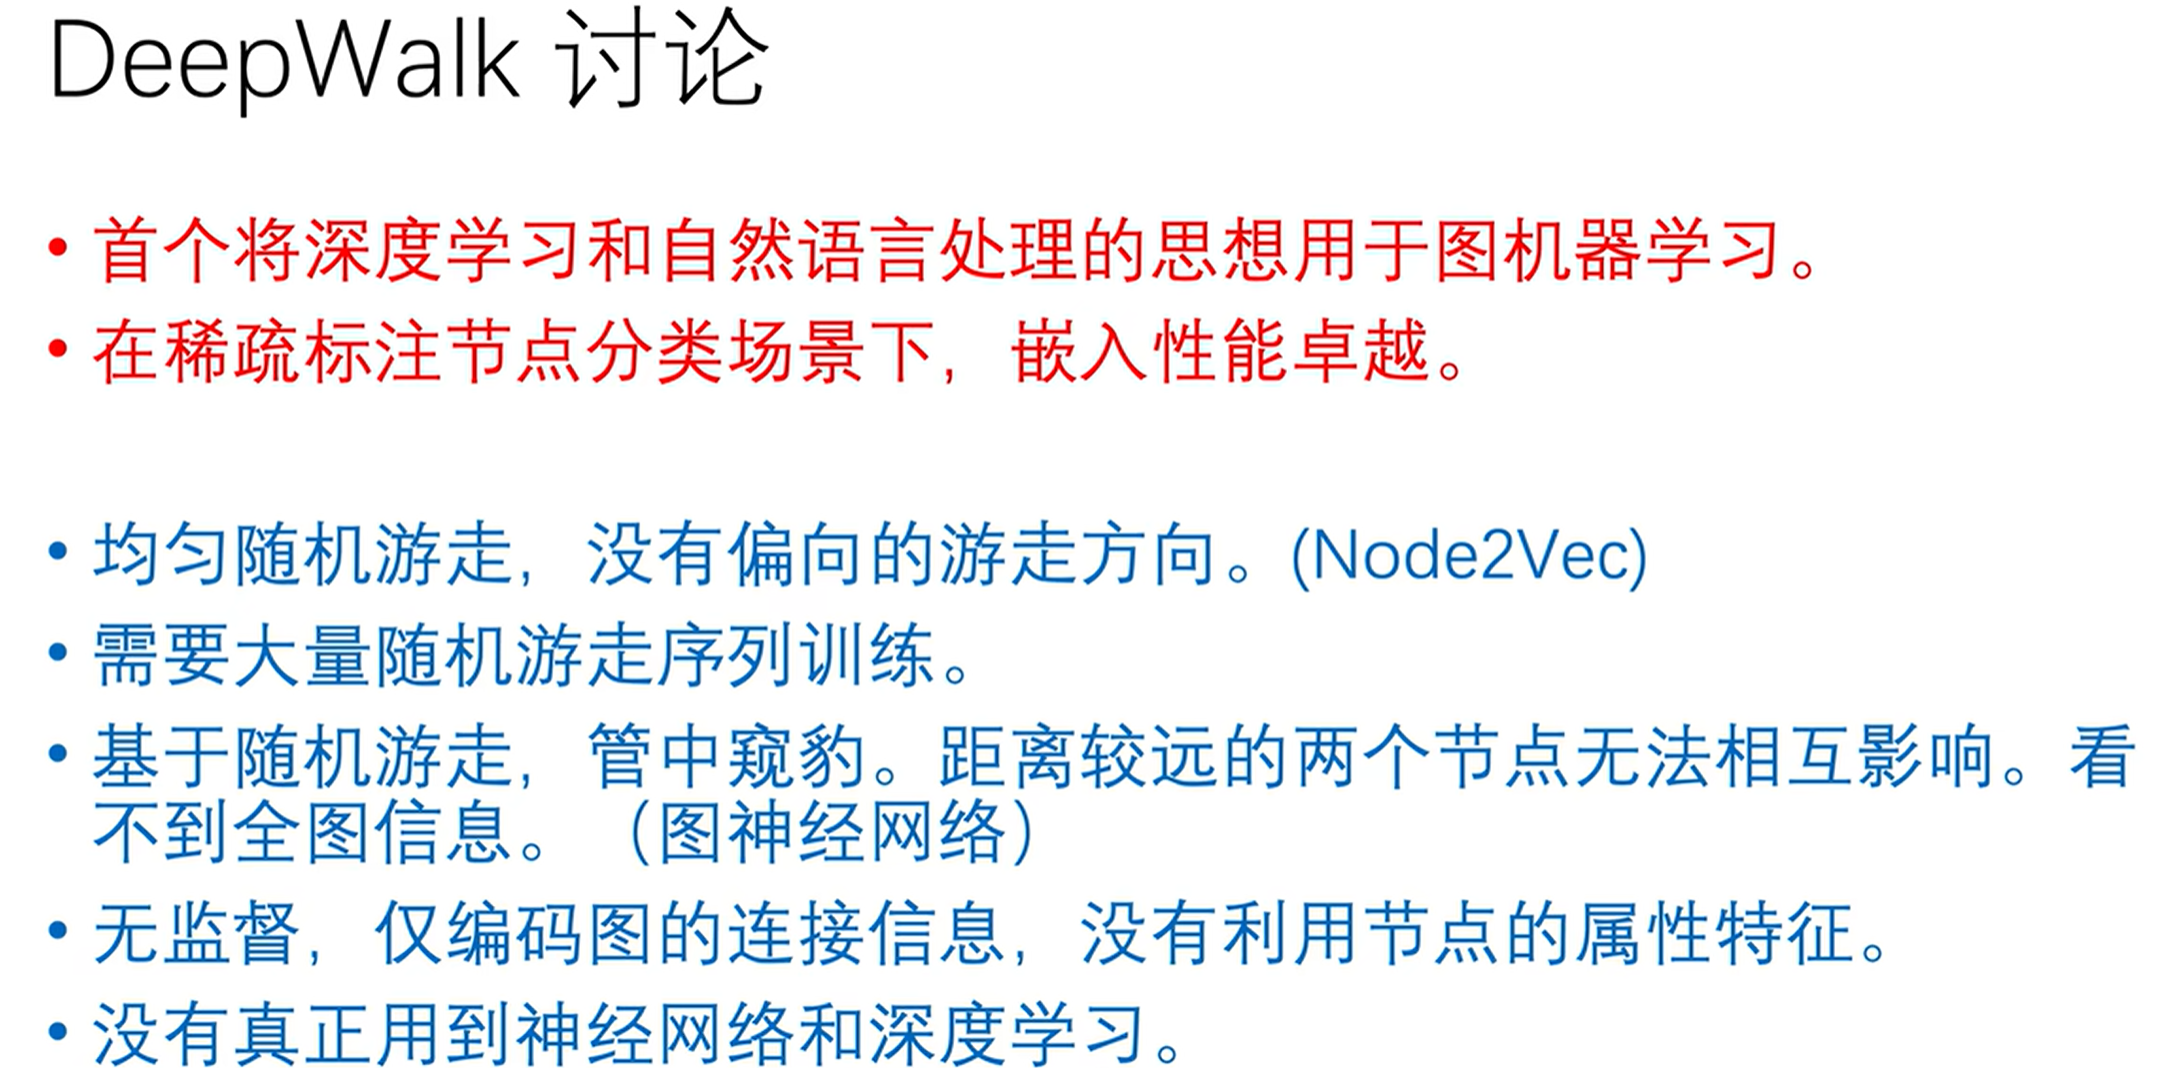 DeepWalk 讨论
• 首个将深度学习和自然语言处理的思想用于图机器学习。
• 在稀疏标注节点分类场景下，嵌入性能卓越。
• 均匀随机游走，没有偏向的游走方向。(Node2Vec)
• 需要大量随机游走序列训练。
• 基于随机游走，管中窥豹。距离较远的两个节点无法相互影响。看
不到全图信息。（图神经网络）
• 无监督，仅编码图的连接信息，没有利用节点的属性特征。
• 没有真正用到神经网络和深度学习。